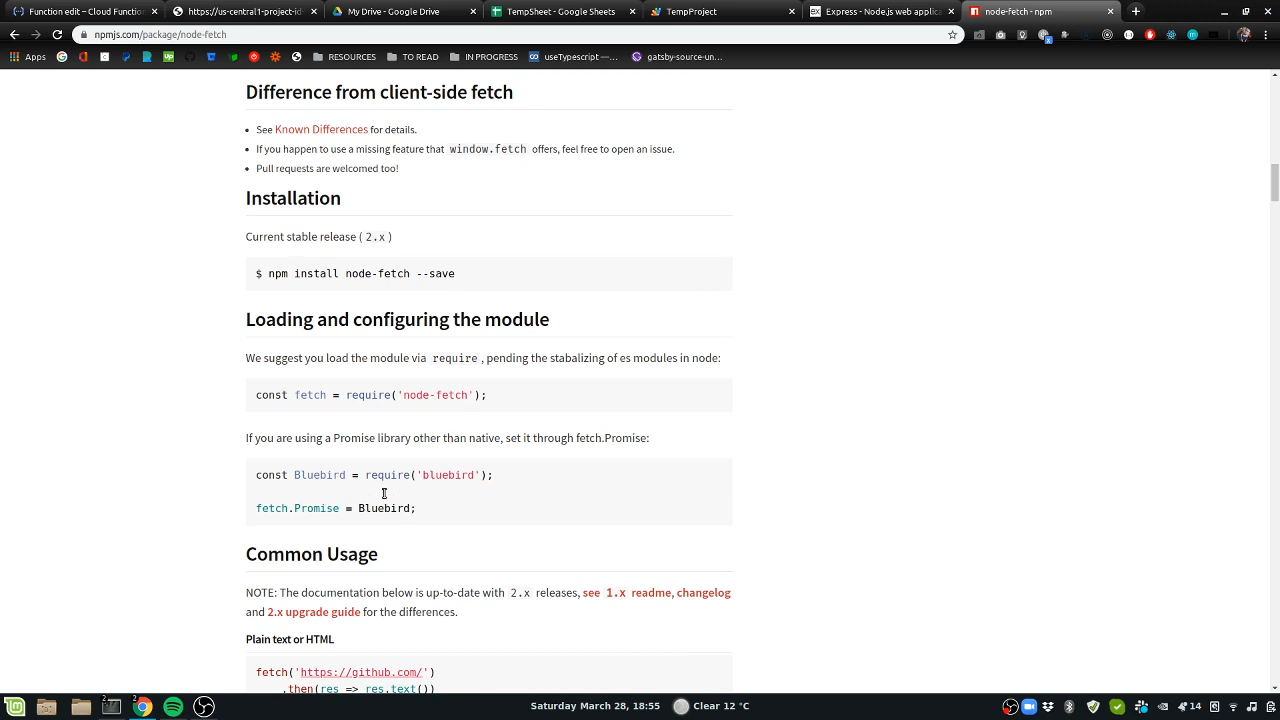 Function edit - Cloud Function
https://us-central1-project-id-
My Drive - Google Drive
TempSheet - Google Sheets
TempProject
Express - Node.js web applica
node-fetch - npm
npmjs.com/package/node-fetch
Apps
RESOURCES
TO READ
IN PROGRESS
useTypescript —...
gatsby-source-un...
Difference from client-side fetch
See Known Differences for details.
If you happen to use a missing feature that window.fetch offers, feel free to open an issue.
Pull requests are welcomed too!
Installation
Current stable release ( 2.x )
$ npm install node-fetch --save
Loading and configuring the module
We suggest you load the module via require , pending the stabalizing of es modules in node:
const fetch = require('node-fetch');
If you are using a Promise library other than native, set it through fetch.Promise:
const Bluebird = require('bluebird');
fetch.Promise = Bluebird;
Common Usage
NOTE: The documentation below is up-to-date with 2.x releases, see 1.x readme, changelog
and 2.x upgrade guide for the differences.
Plain text or HTML
fetch('https://github.com/')
.then(res => res.text())
Saturday March 28, 18:55
Clear 12 °C
14